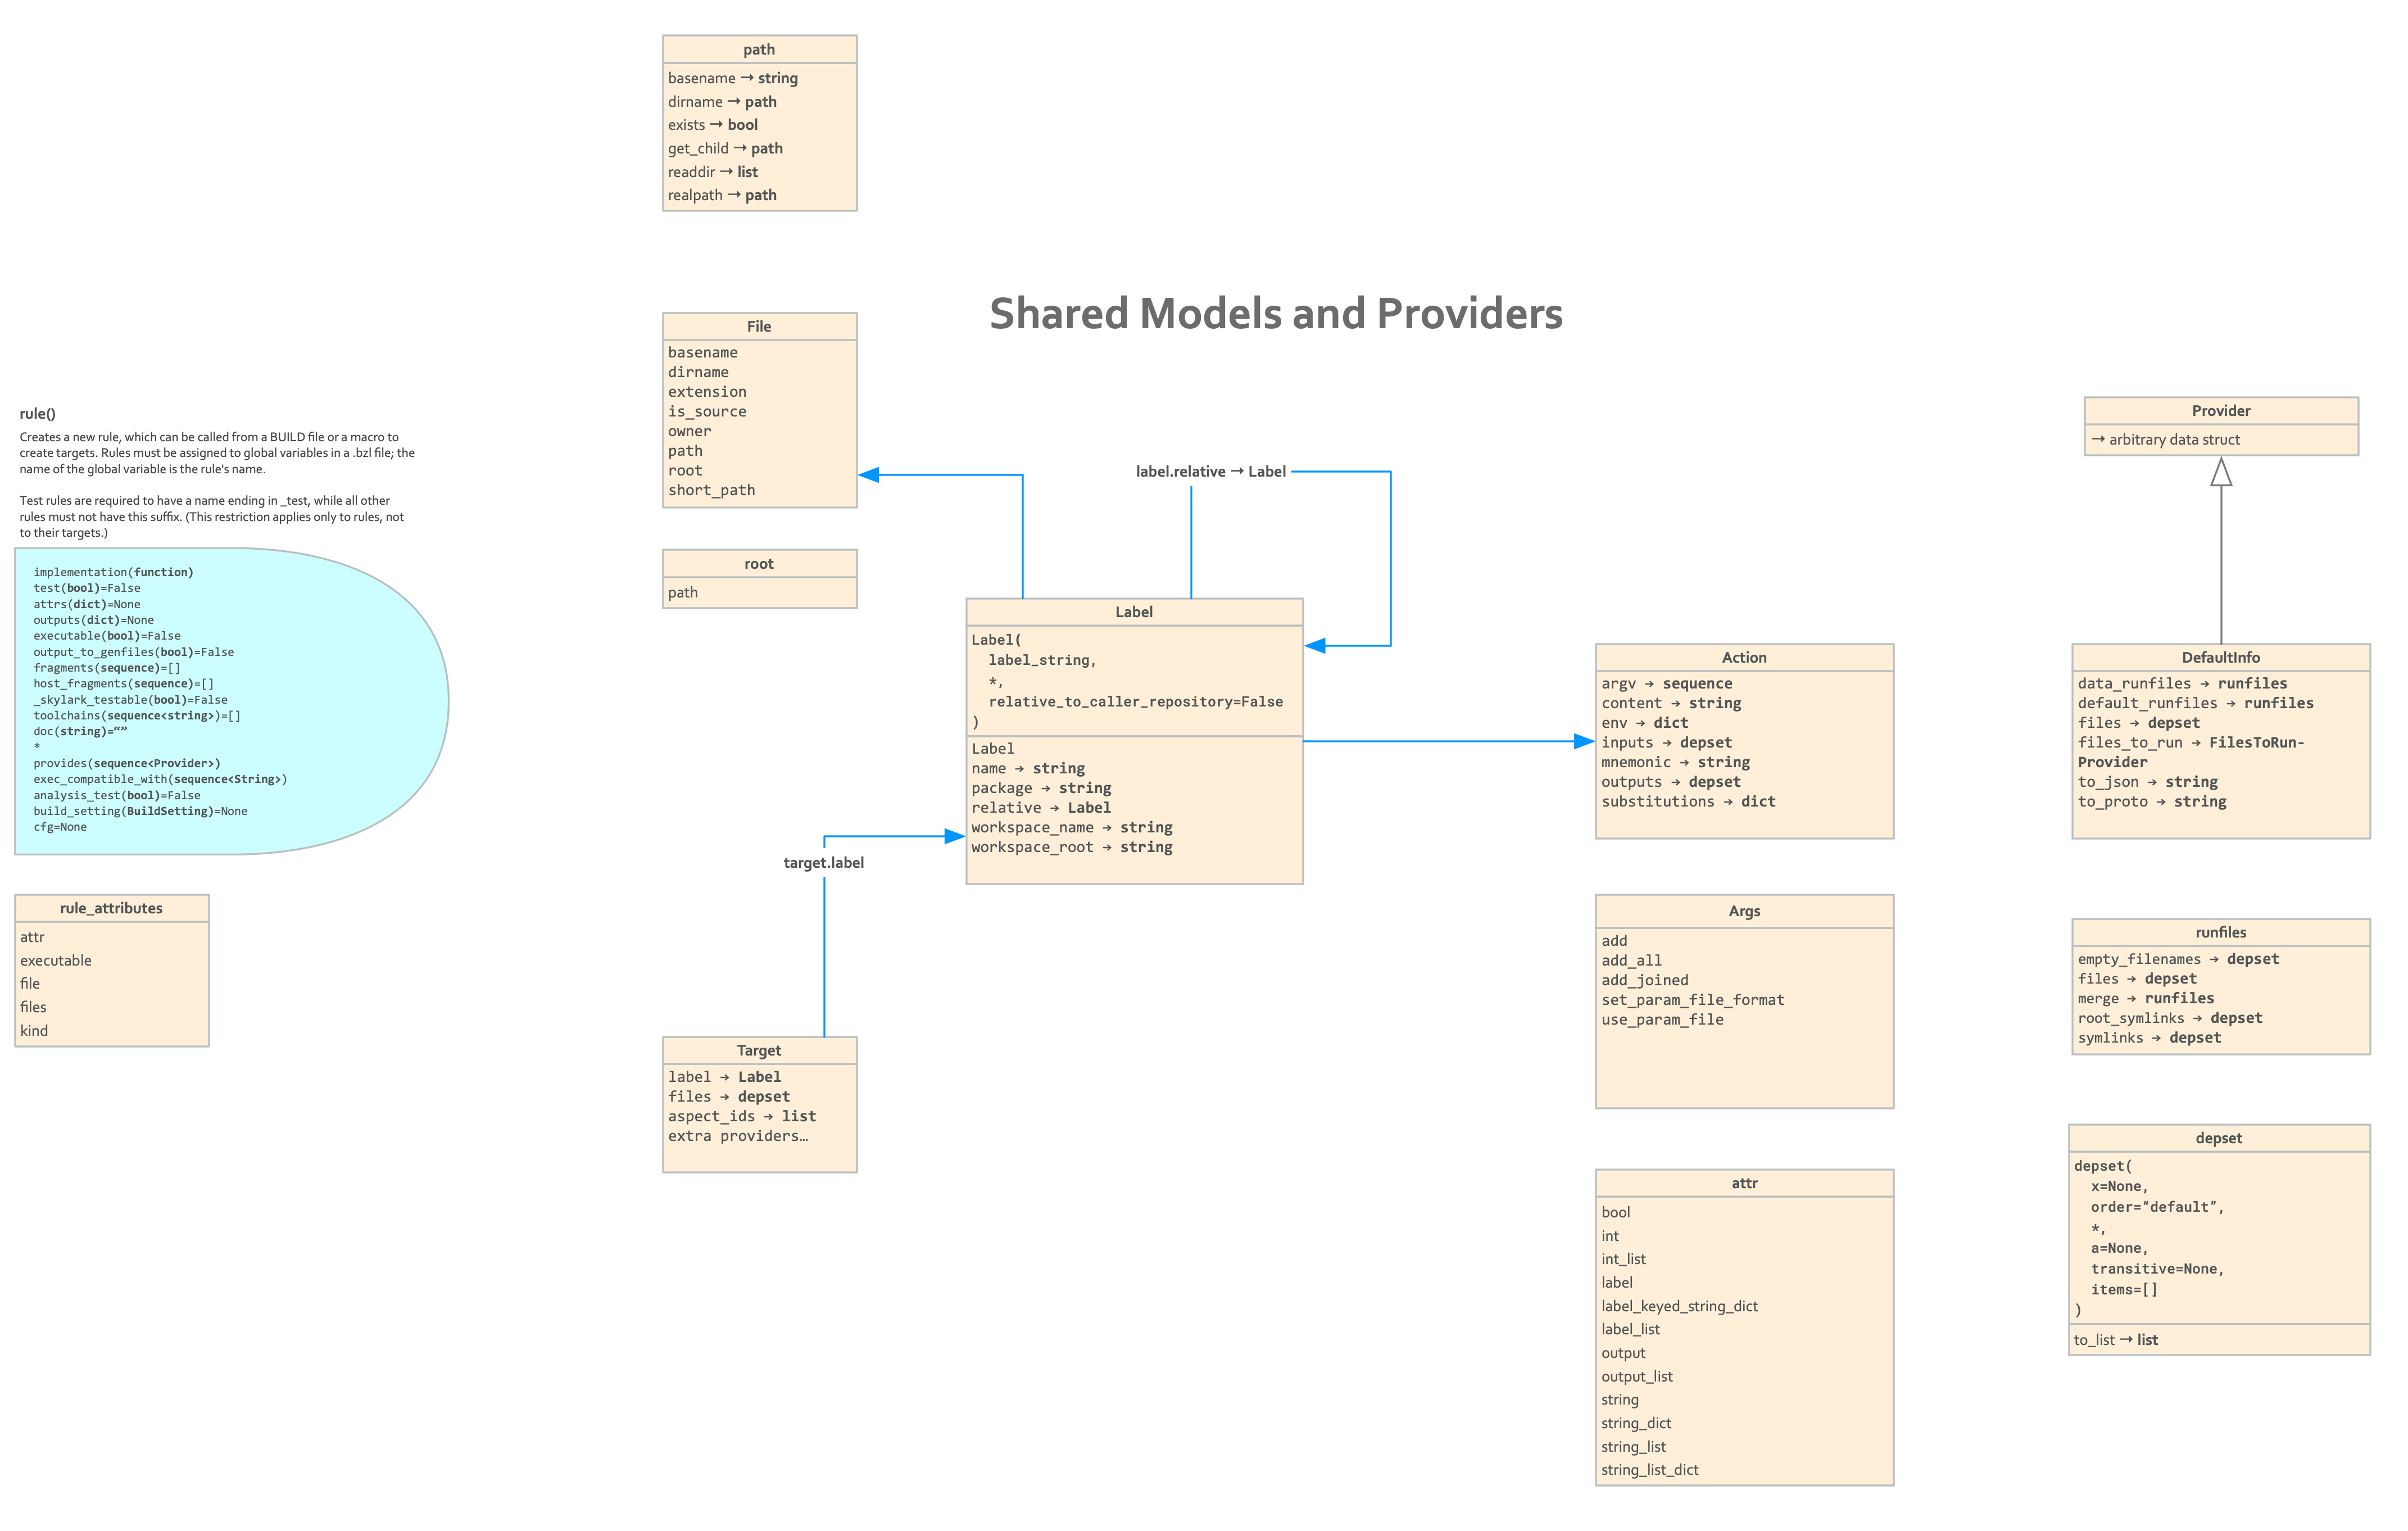 path
basename → string
dirname → path
exists → bool
get_child → path
readdir → list
realpath → path
Shared Models and Providers
File
basename
dirname
extension
is_source
owner
path
root
short_path
root
path
rule()
Creates a new rule, which can be called from a BUILD file or a macro to
create targets. Rules must be assigned to global variables in a .bzl file; the
name of the global variable is the rule's name.
Test rules are required to have a name ending in _test, while all other
rules must not have this suffix. (This restriction applies only to rules, not
to their targets.)
implementation(function)
test(bool)=False
attrs(dict)=None
outputs(dict)=None
executable(bool)=False
output_to_genfiles(bool)=False
fragments(sequence)=[]
host_fragments(sequence)=[]
_skylark_testable(bool)=False
toolchains(sequence<string>)=[]
doc(string)=“”
*
provides(sequence<Provider>)
exec_compatible_with(sequence<String>)
analysis_test(bool)=False
build_setting(BuildSetting)=None
cfg=None
rule_attributes
attr
executable
file
files
kind
label.relative → Label
Label
Label(
label_string,
*,
relative_to_caller_repository=False
)
Label
name → string
package → string
relative → Label
workspace_name → string
workspace_root → string
target.label
Target
label → Label
files → depset
aspect_ids → list
extra providers…
Action
argv → sequence
content → string
env → dict
inputs → depset
mnemonic → string
outputs → depset
substitutions → dict
Args
add
add_all
add_joined
set_param_file_format
use_param_file
attr
bool
int
int_list
label
label_keyed_string_dict
label_list
output
output_list
string
string_dict
string_list
string_list_dict
Provider
→ arbitrary data struct
DefaultInfo
data_runfiles → runfiles
default_runfiles → runfiles
files → depset
files_to_run → FilesToRun-
Provider
to_json → string
to_proto → string
runfiles
empty_filenames → depset
files → depset
merge → runfiles
root_symlinks → depset
symlinks → depset
depset
depset(
x=None,
order=“default”,
*,
a=None,
transitive=None,
items=[]
)
to_list → list